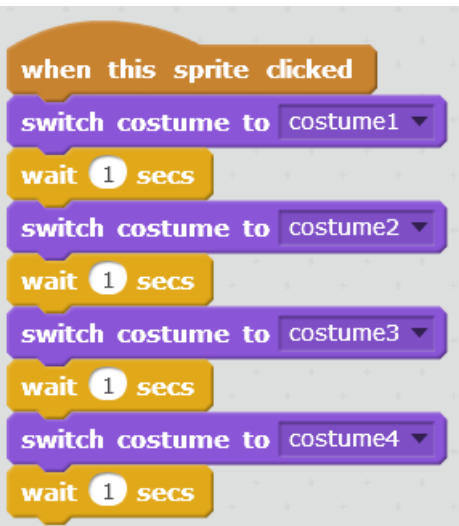 when this sprite clicked
switch costume to costume1
wait 1 secs
switch costume to costume2
wait 1 secs
switch costume to costume3
wait 1 secs
switch costume to costume4
wait 1 secs